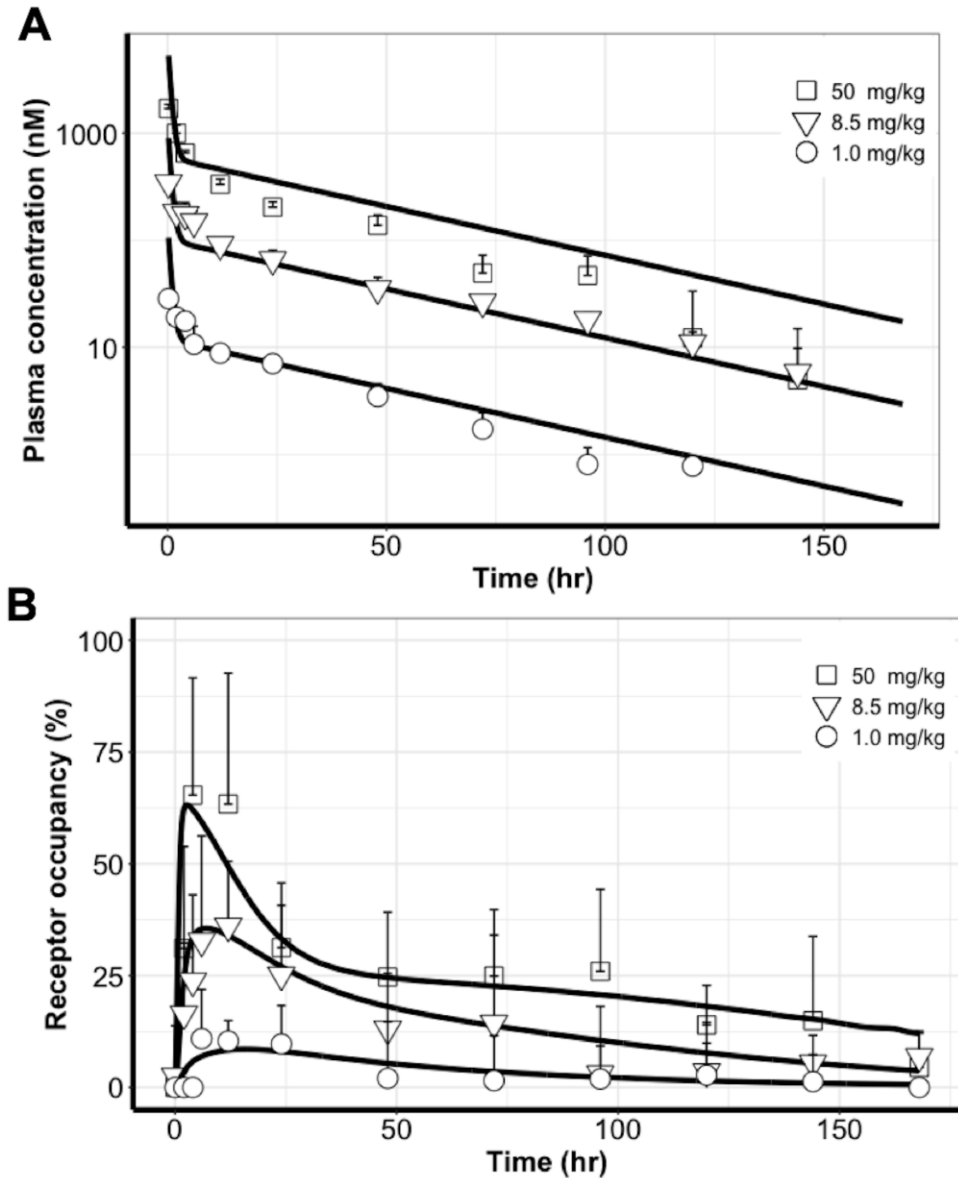 A
Plasma concentration (nM)
1000
10
50 mg/kg
8.5 mg/kg
1.0 mg/kg
0
50
100
150
Time (hr)
B
Receptor occupancy (%)
100
75
50
25
0
50 mg/kg
8.5 mg/kg
1.0 mg/kg
0
50
100
150
Time (hr)